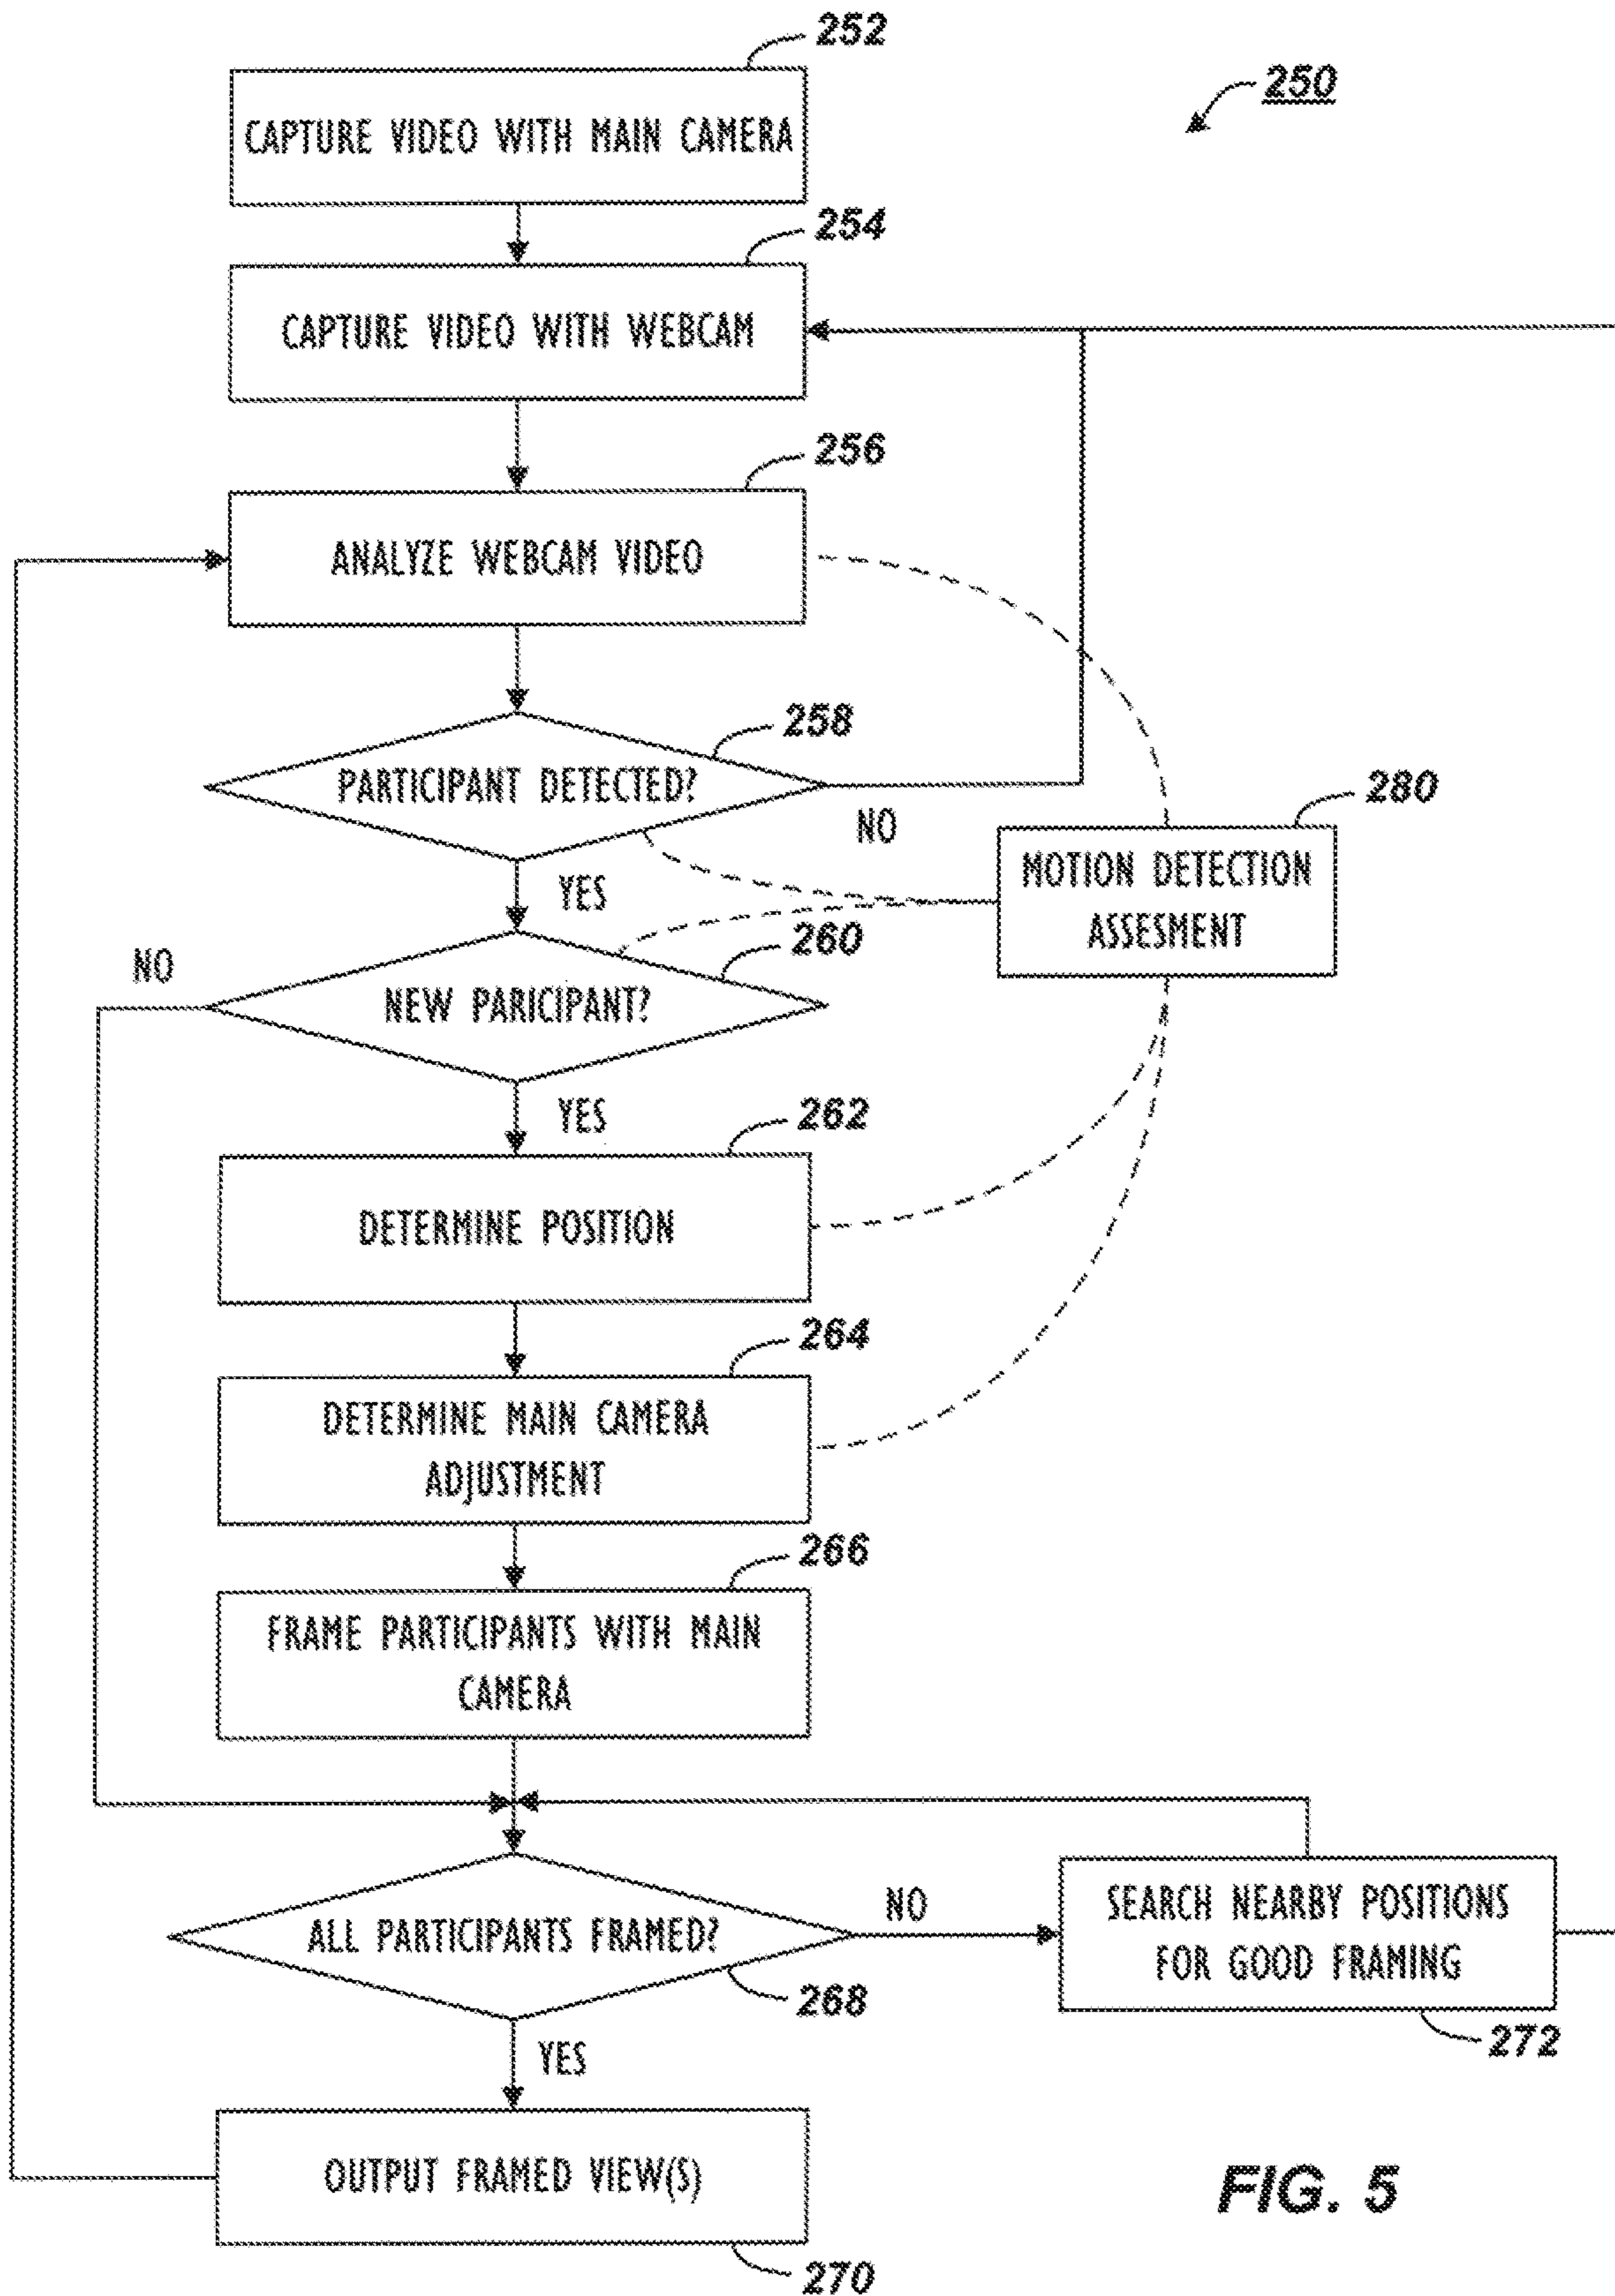 252
250
CAPTURE VIDEO WITH MAIN CAMERA
254
CAPTURE VIDEO WITH WEBCAM
256
ANALYZE WEBCAM VIDEO
258
PARTICIPANT DETECTED?
NO
280
MOTION DETECTION
ASSESMENT
YES
260
NO
NEW PARICIPANT?
YES
262
DETERMINE POSITION
264
DETERMINE MAIN CAMERA
ADJUSTMENT
266
FRAME PARTICIPANTS WITH MAIN
CAMERA
ALL PARTICIPANTS FRAMED?
NO
268
SEARCH NEARBY POSITIONS
FOR GOOD FRAMING
272
YES
OUTPUT FRAMED VIEW(S)
270
FIG. 5